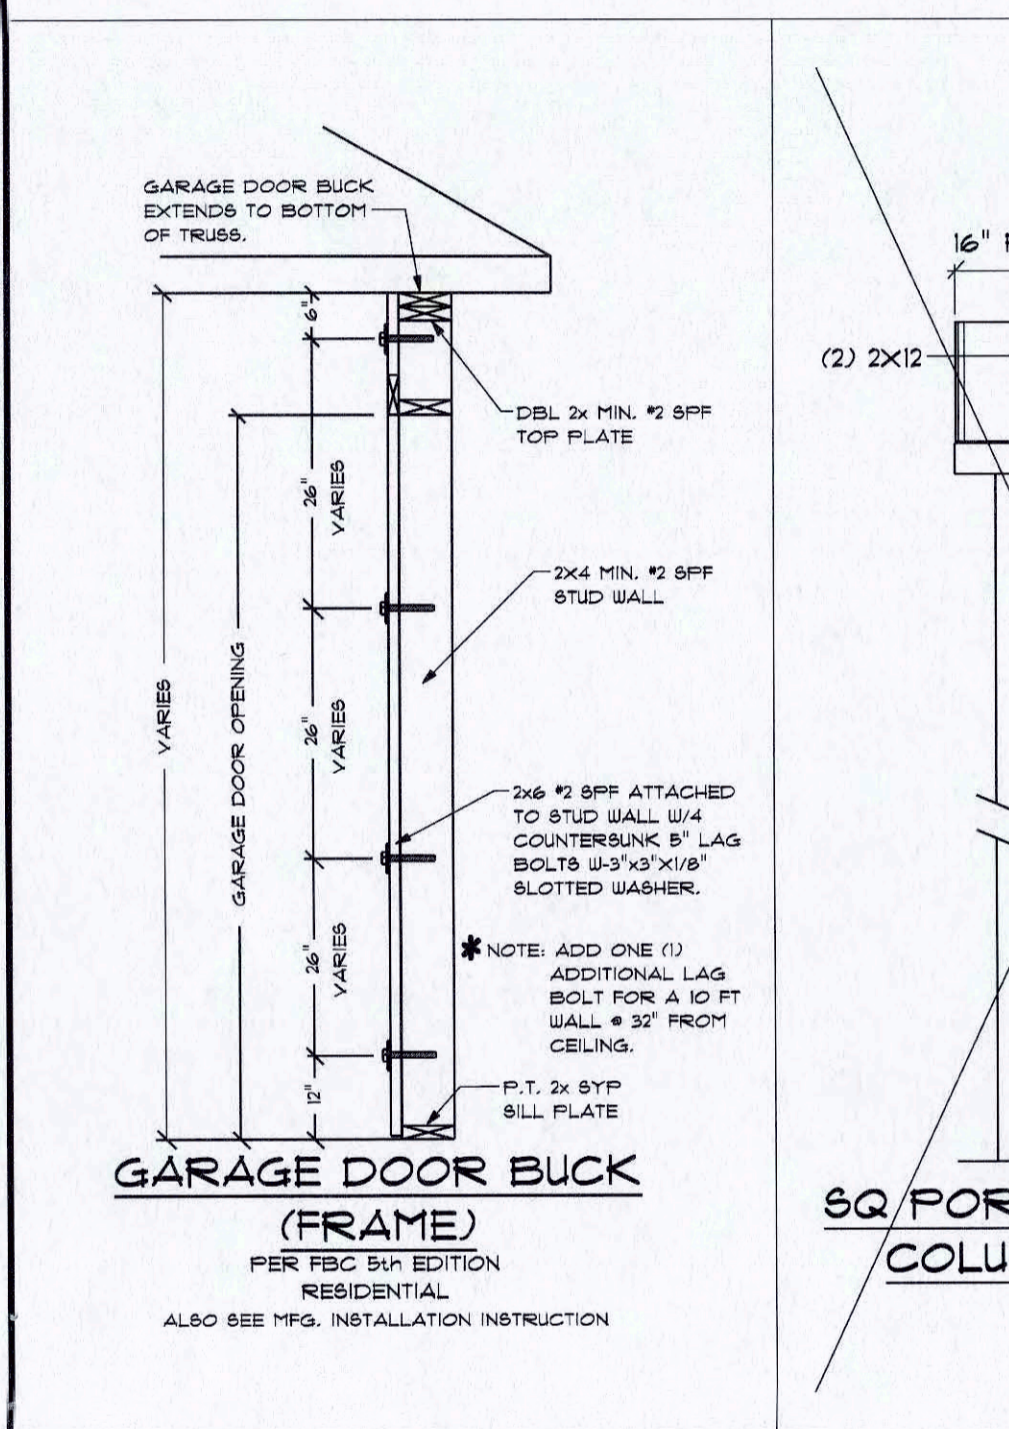 GARAGE DOOR BUCK
EXTENDS TO BOTTOM
OF TRUSS.
6"
DBL 2x MIN. #2 SPF
TOP PLATE
26"
VARIES
2X4 MIN. #2 SPF
STUD WALL
VARIES
GARAGE DOOR OPENING
26"
VARIES
2x6 #2 SPF ATTACHED
TO STUD WALL W/4
COUNTERSUNK 5" LAG
BOLTS W-3"x3"X1/8"
SLOTTED WASHER.
26"
VARIES
* NOTE: ADD ONE (1)
ADDITIONAL LAG
BOLT FOR A 10 FT
WALL @ 32" FROM
CEILING.
12"
P.T. 2x SYP
SILL PLATE
GARAGE DOOR BUCK
(FRAME)
PER FBC 5th EDITION
RESIDENTIAL
ALSO SEE MFG. INSTALLATION INSTRUCTION
16"
(2) 2X12
SQ POR
COLU